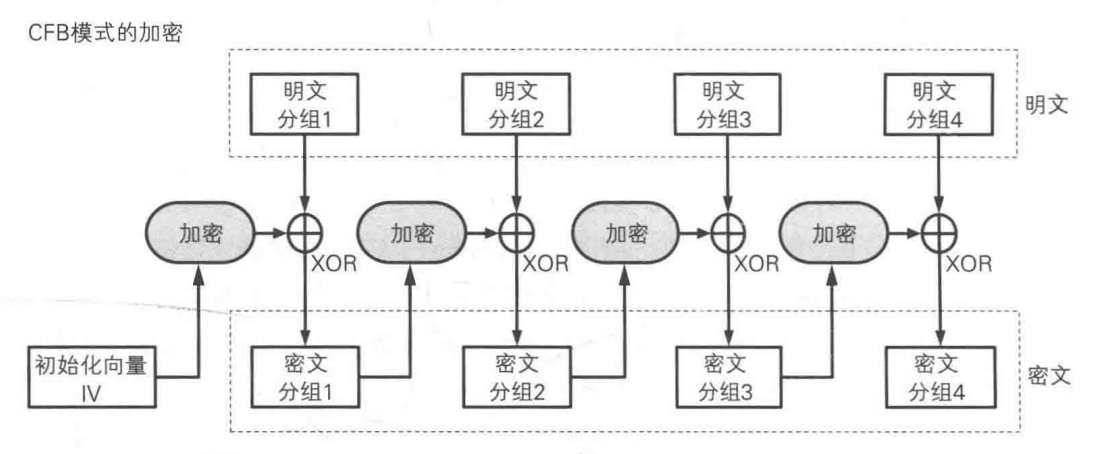 CFB模式的加密
明文
分组1
明文
分组2
明文
分组3
明文
分组4
明文
加密
加密
加密
加密
XOR
XOR
XOR
XOR
初始化向量
IV
密文
分组1
密文
分组2
密文
分组3
密文
分组4
密文